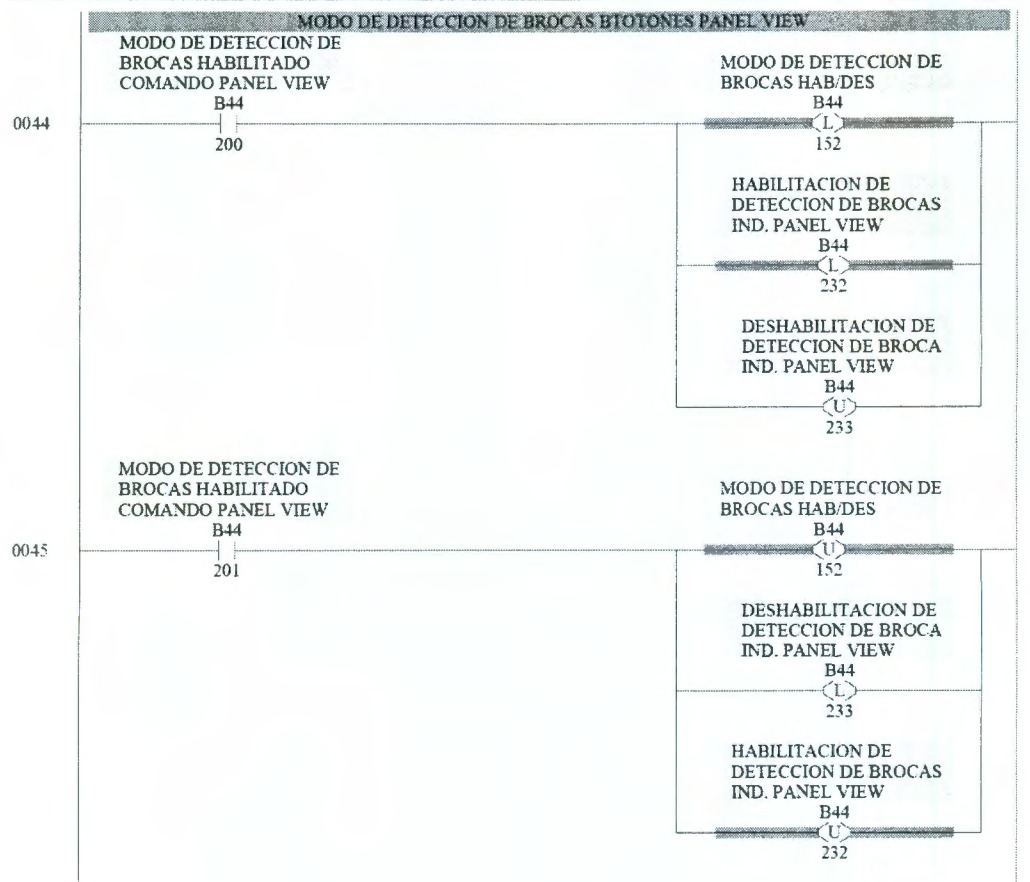 MODO DE DETECCION DE BROCAS BTOTONES PANEL VIEW
MODO DE DETECCION DE
BROCAS HABILITADO
COMANDO PANEL VIEW
B44
200
0044
MODO DE DETECCION DE
BROCAS HAB/DES
B44
L
152
HABILITACION DE
DETECCION DE BROCAS
IND. PANEL VIEW
B44
L
232
DESHABILITACION DE
DETECCION DE BROCA
IND. PANEL VIEW
B44
U
233
MODO DE DETECCION DE
BROCAS HABILITADO
COMANDO PANEL VIEW
B44
201
0045
MODO DE DETECCION DE
BROCAS HAB/DES
B44
U
152
DESHABILITACION DE
DETECCION DE BROCA
IND. PANEL VIEW
B44
L
233
HABILITACION DE
DETECCION DE BROCAS
IND. PANEL VIEW
B44
U
232